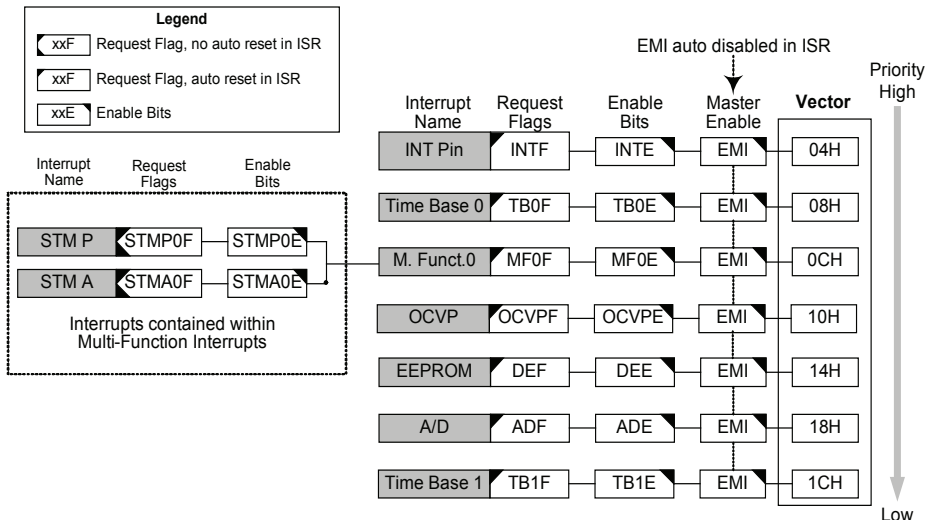 Legend
xxF Request Flag, no auto reset in ISR
xxF Request Flag, auto reset in ISR
xxE Enable Bits
EMI auto disabled in ISR
Priority
High
Interrupt Name Request Flags Enable Bits Master Enable Vector
INT Pin INTF INTE EMI 04H
Time Base 0 TB0F TB0E EMI 08H
M. Funct.0 MF0F MF0E EMI 0CH
OCVP OCVPF OCVPE EMI 10H
EEPROM DEF DEE EMI 14H
A/D ADF ADE EMI 18H
Time Base 1 TB1F TB1E EMI 1CH
Low
Interrupt Name Request Flags Enable Bits
STM P STMP0F STMP0E
STM A STMA0F STMA0E
Interrupts contained within
Multi-Function Interrupts